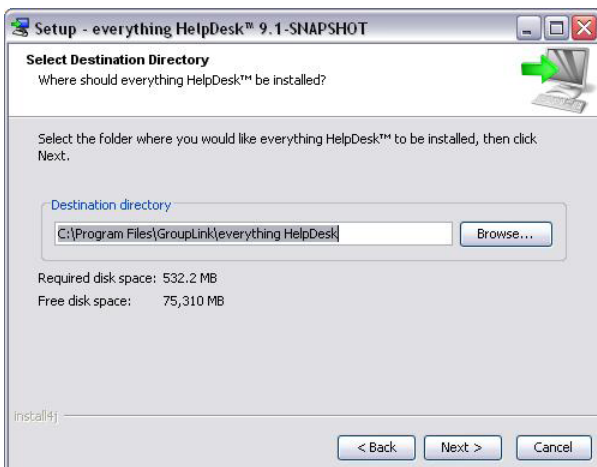 Setup - everything HelpDesk™ 9.1-SNAPSHOT
Select Destination Directory
Where should everything HelpDesk™ be installed?
Select the folder where you would like everything HelpDesk™ to be installed, then click
Next.
Destination directory
C:\Program Files\GroupLink\everything HelpDesk
Browse...
Required disk space: 532.2 MB
Free disk space: 75,310 MB
install4j
< Back
Next >
Cancel